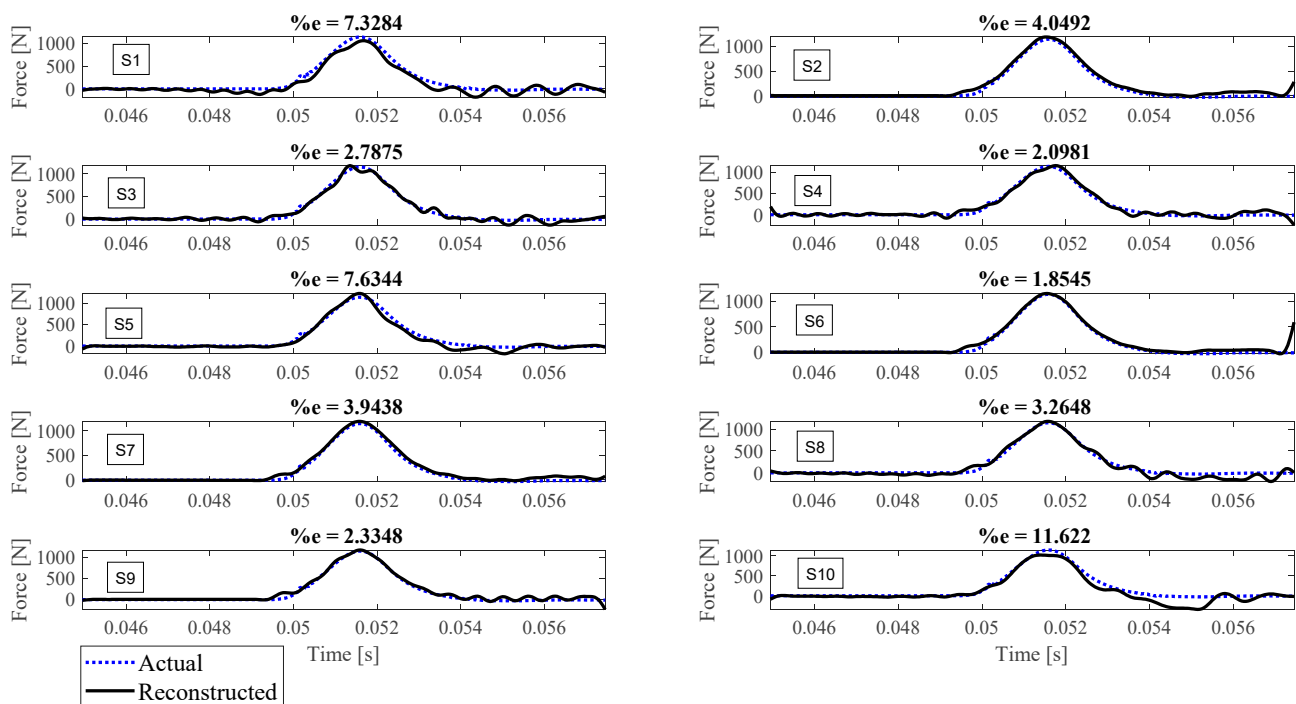 %e = 7.3284
Force [N]
1000
500
0
S1
0.046 0.048 0.05 0.052 0.054 0.056
%e = 4.0492
Force [N]
1000
500
0
S2
0.046 0.048 0.05 0.052 0.054 0.056
%e = 2.7875
Force [N]
1000
500
0
S3
0.046 0.048 0.05 0.052 0.054 0.056
%e = 2.0981
Force [N]
1000
500
0
S4
0.046 0.048 0.05 0.052 0.054 0.056
%e = 7.6344
Force [N]
1000
500
0
S5
0.046 0.048 0.05 0.052 0.054 0.056
%e = 1.8545
Force [N]
1000
500
0
S6
0.046 0.048 0.05 0.052 0.054 0.056
%e = 3.9438
Force [N]
1000
500
0
S7
0.046 0.048 0.05 0.052 0.054 0.056
%e = 3.2648
Force [N]
1000
500
0
S8
0.046 0.048 0.05 0.052 0.054 0.056
%e = 2.3348
Force [N]
1000
500
0
S9
0.046 0.048 0.05 0.052 0.054 0.056
Time [s]
%e = 11.622
Force [N]
1000
500
0
S10
0.046 0.048 0.05 0.052 0.054 0.056
Time [s]
Actual
Reconstructed